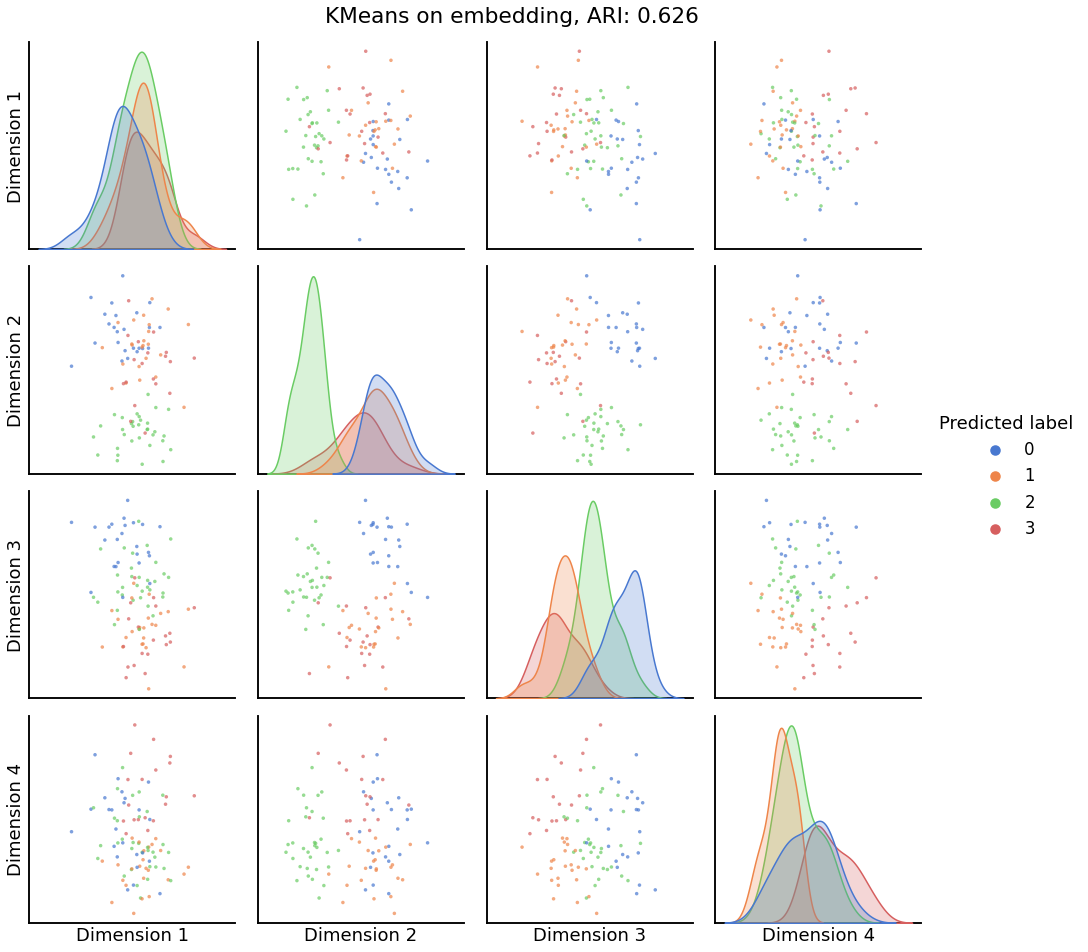 KMeans on embedding, ARI: 0.626
Dimension 1
Dimension 2
Dimension 3
Dimension 4
Predicted label
0
1
2
3
Dimension 1
Dimension 2
Dimension 3
Dimension 4